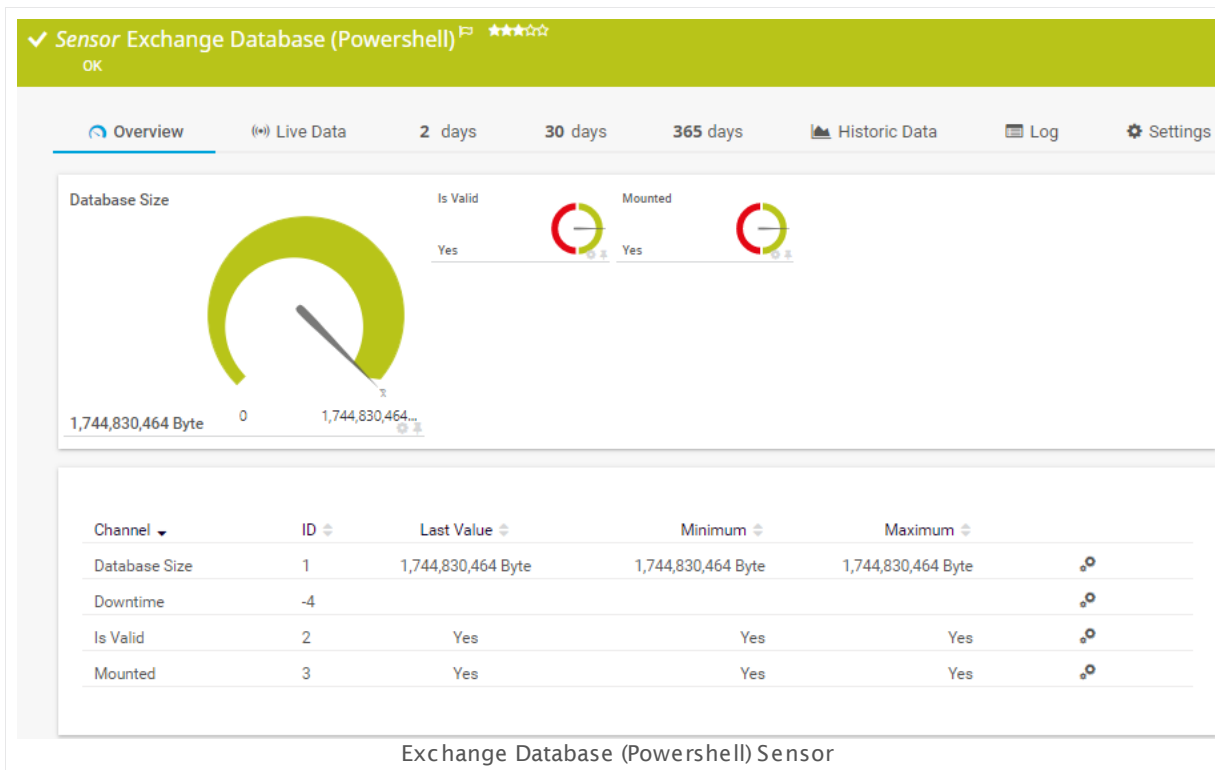 Sensor Exchange Database (Powershell)
OK
Overview Live Data 2 days 30 days 365 days Historic Data Log Settings
Database Size
Is Valid
Mounted
Yes
Yes
0
1,744,830,464...
1,744,830,464 Byte
Channel ID Last Value Minimum Maximum
Database Size 1 1,744,830,464 Byte 1,744,830,464 Byte 1,744,830,464 Byte
Downtime -4
Is Valid 2 Yes Yes Yes
Mounted 3 Yes Yes Yes
Exchange Database (Powershell) Sensor